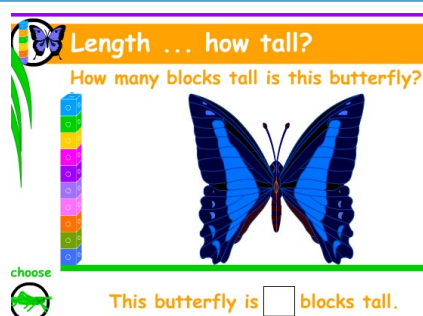 Length ... how tall?
How many blocks tall is this butterfly?
choose
This butterfly is blocks tall.